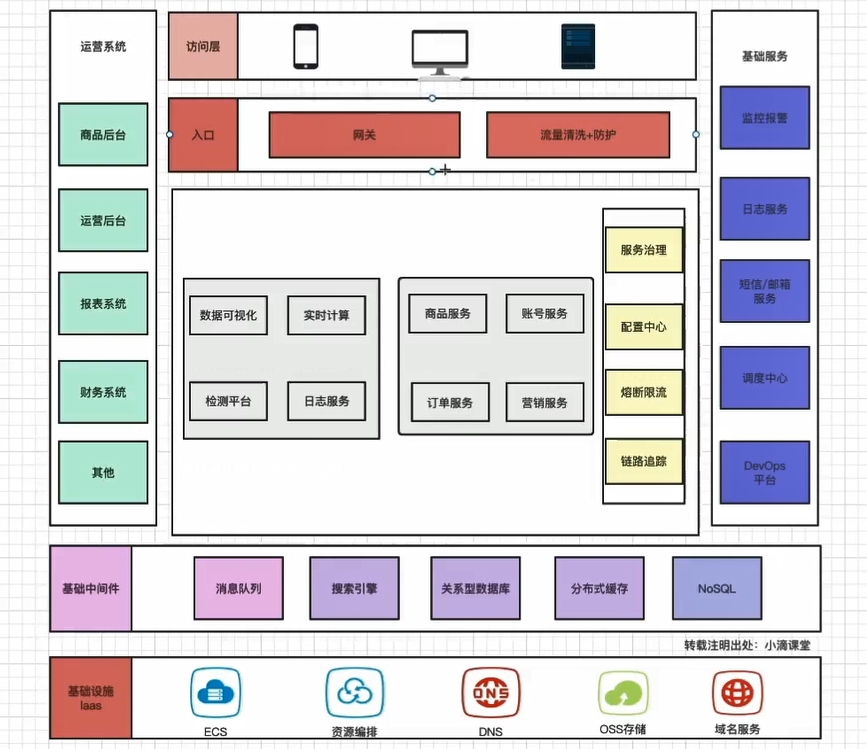 运营系统
商品后台
运营后台
报表系统
财务系统
其他
访问层
入口
网关
流量清洗+防护
数据可视化
实时计算
检测平台
日志服务
商品服务
账号服务
订单服务
营销服务
服务治理
配置中心
熔断限流
链路追踪
基础服务
监控报警
日志服务
短信/邮箱
服务
调度中心
DevOps
平台
基础中间件
消息队列
搜索引擎
关系型数据库
分布式缓存
NoSQL
转载注明出处：小滴课堂
基础设施
Iaas
ECS
资源编排
DNS
DNS
OSS存储
域名服务